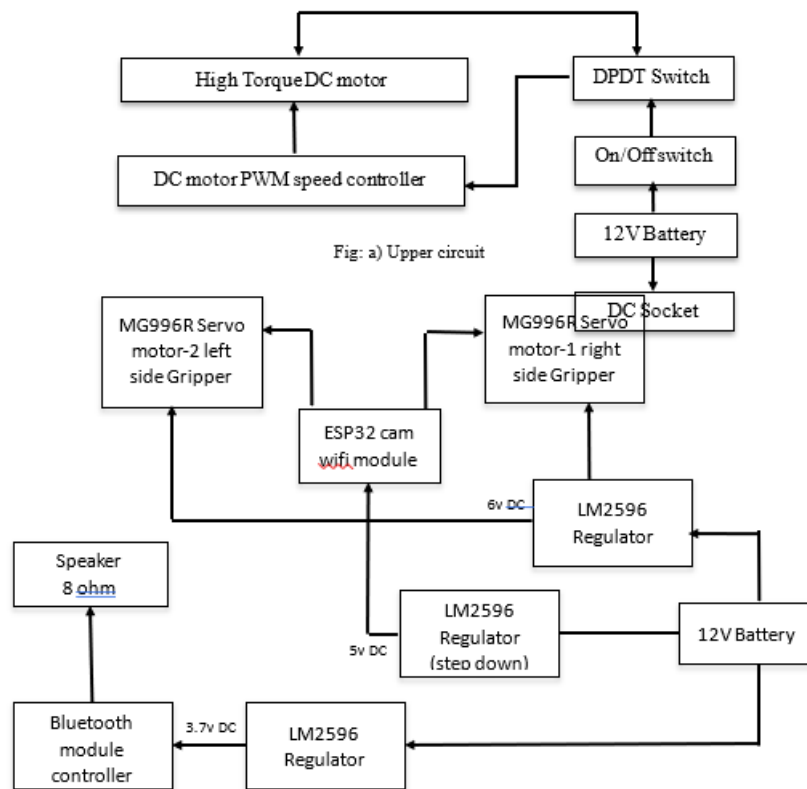 High Torque DC motor
DPDT Switch
On/Off switch
DC motor PWM speed controller
12V Battery
Fig: a) Upper circuit
DC Socket
MG996R Servo
motor-2 left
side Gripper
MG996R Servo
motor-1 right
side Gripper
ESP32 cam
wifi module
6v DC
LM2596
Regulator
Speaker
8 ohm
LM2596
Regulator
(step down)
5v DC
12V Battery
Bluetooth
module
controller
3.7v DC
LM2596
Regulator